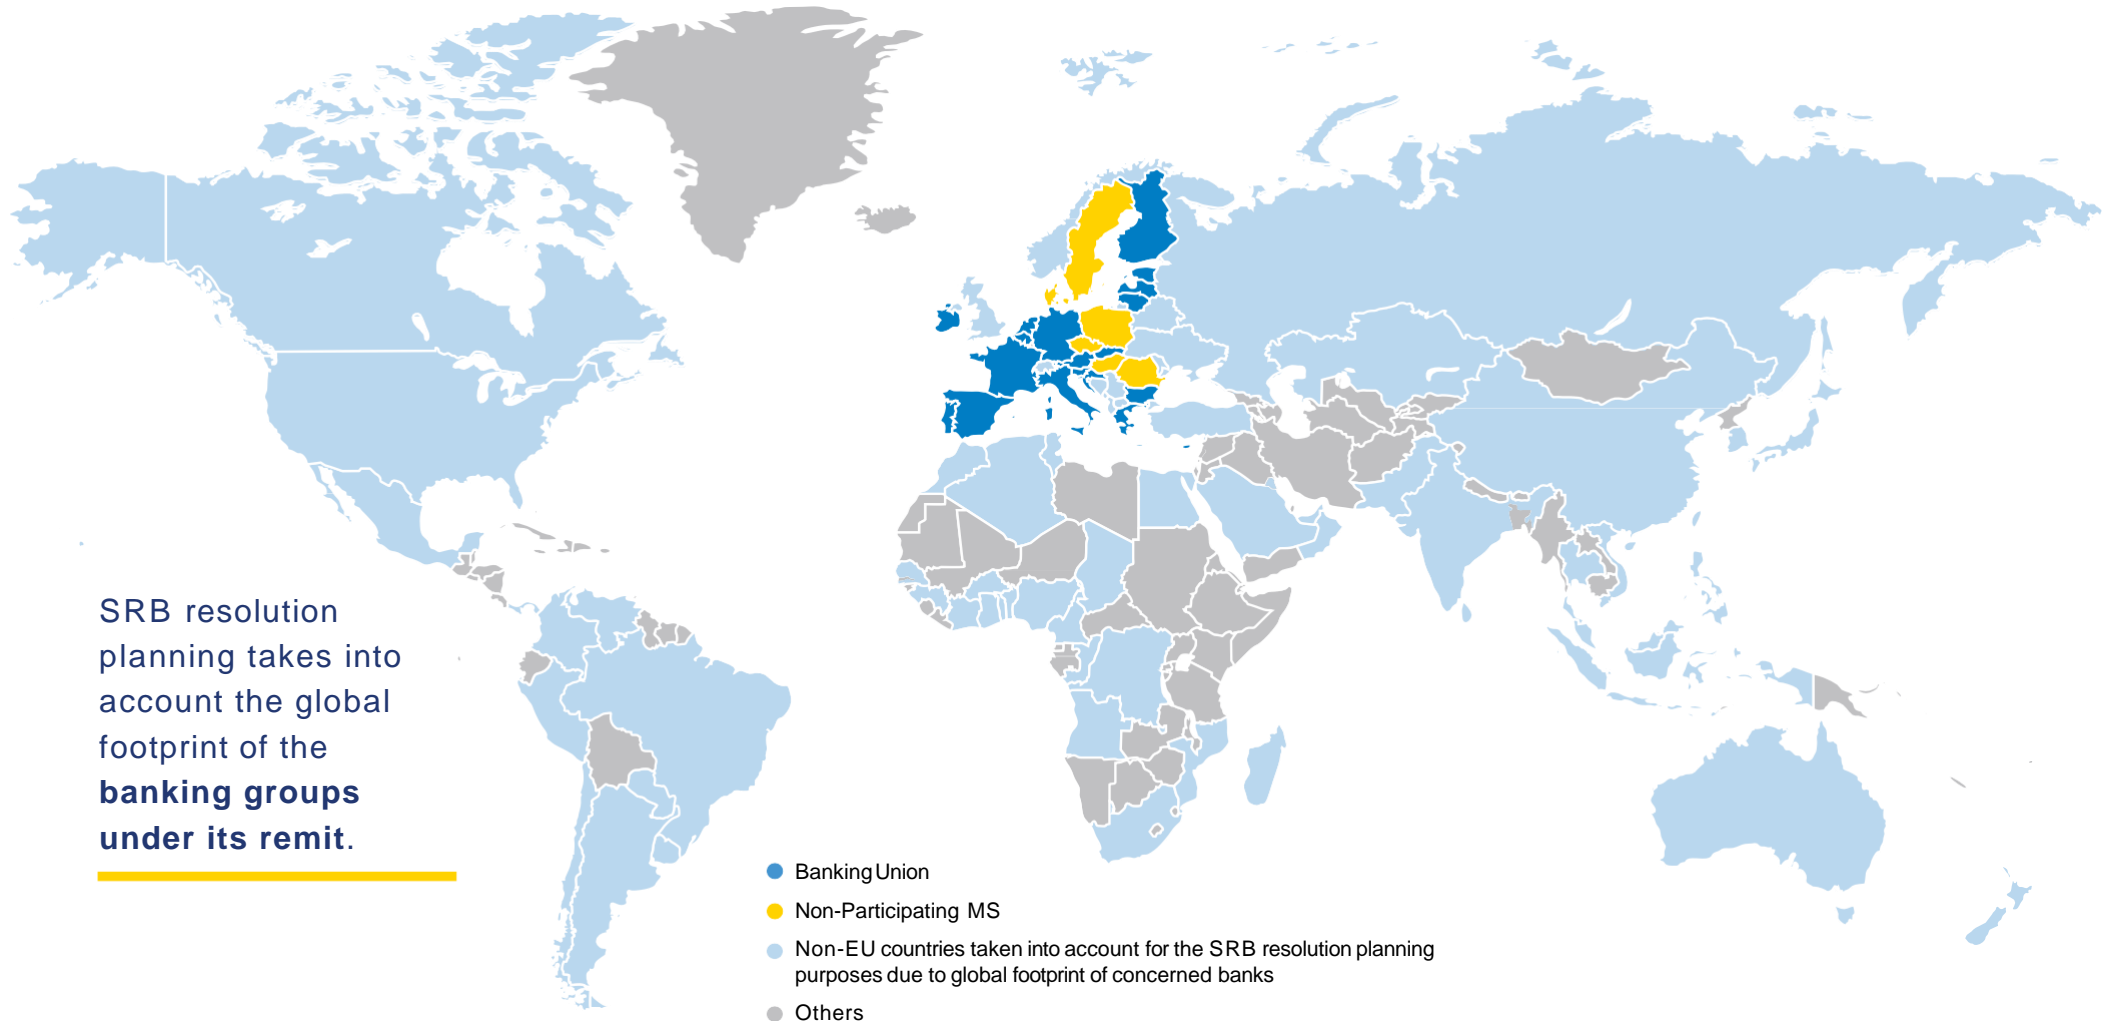 SRB resolution
planning takes into
account the global
footprint of the
banking groups
under its remit.
Banking Union
Non-Participating MS
Non-EU countries taken into account for the SRB resolution planning
purposes due to global footprint of concerned banks
Others